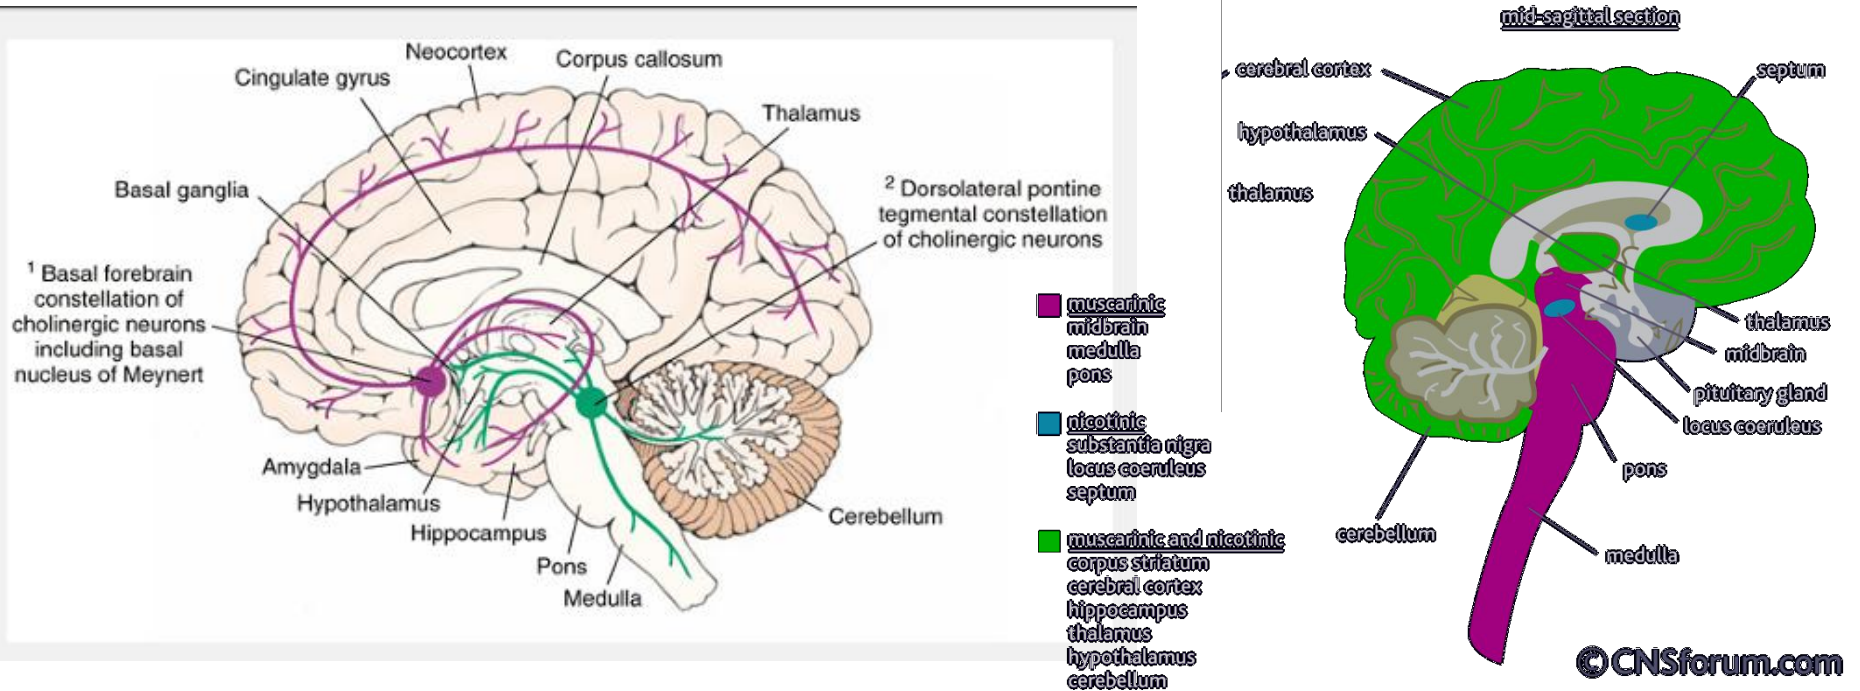 Neocortex
Corpus callosum
Cingulate gyrus
Thalamus
Basal ganglia
2 Dorsolateral pontine
tegmental constellation
of cholinergic neurons
1 Basal forebrain
constellation of
cholinergic neurons
including basal
nucleus of Meynert
Amygdala
Hypothalamus
Hippocampus
Pons
Medulla
Cerebellum
muscarinic
midbrain
medulla
pons
nicotinic
substantia nigra
locus coeruleus
septum
muscarinic and nicotinic
corpus striatum
cerebral cortex
hippocampus
thalamus
hypothalamus
cerebellum
mid-sagittal section
cerebral cortex
septum
hypothalamus
thalamus
thalamus
midbrain
pituitary gland
locus coeruleus
pons
cerebellum
medulla
©CNSforum.com